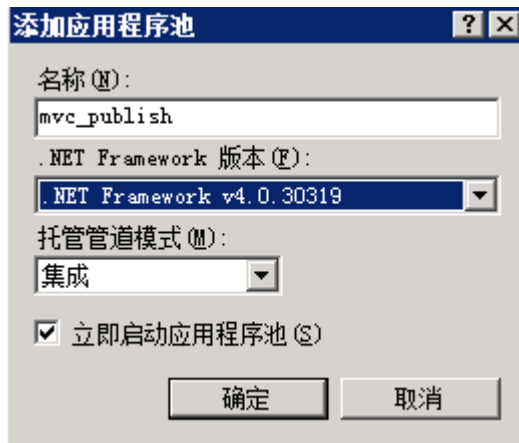 添加应用程序池
名称(N):
mvc_publish
.NET Framework 版本(F):
.NET Framework v4.0.30319
托管管道模式(M):
集成
立即启动应用程序池(S)
确定 取消